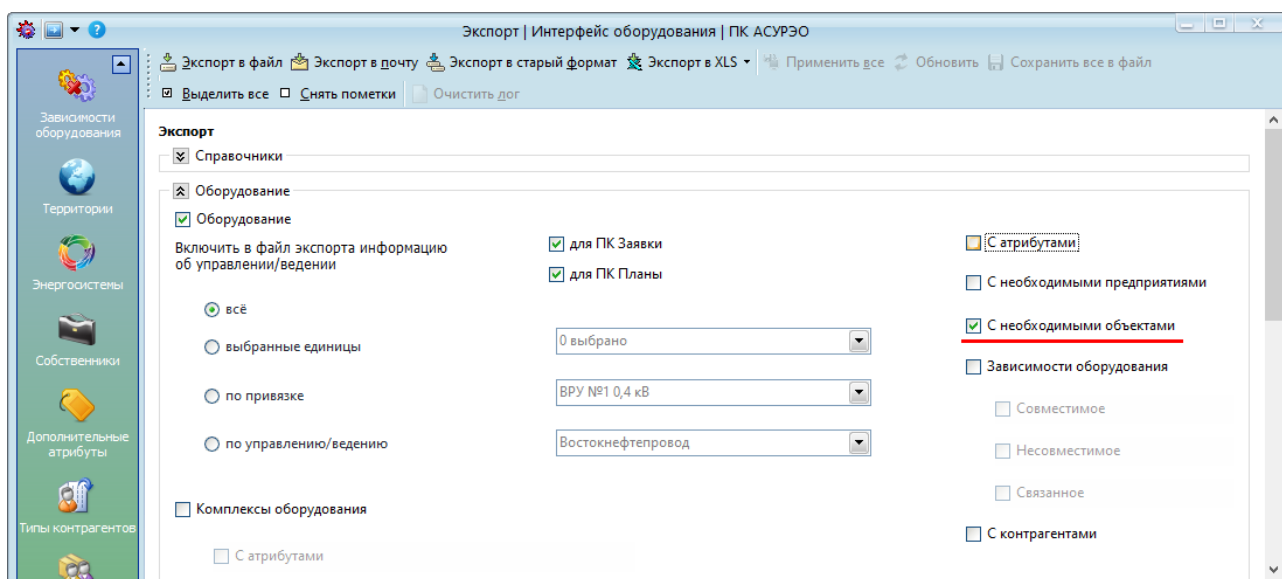 Экспорт | Интерфейс оборудования | ПК АСУРЭО
Экспорт в файл Экспорт в почту Экспорт в старый формат Экспорт в XLS Применить все Обновить Сохранить все в файл
Выделить все Снять пометки Очистить лог
Зависимости
оборудования
Территории
Энергосистемы
Собственники
Дополнительные
атрибуты
Типы контрагентов
Экспорт
Справочники
Оборудование
Оборудование
Включить в файл экспорта информацию
об управлении/ведении
для ПК Заявки
для ПК Планы
всё
выбранные единицы
0 выбрано
по привязке
ВРУ №1 0,4 кВ
по управлению/ведению
Востокнефтепровод
Комплексы оборудования
С атрибутами
С атрибутами
С необходимыми предприятиями
С необходимыми объектами
Зависимости оборудования
Совместимое
Несовместимое
Связанное
С контрагентами